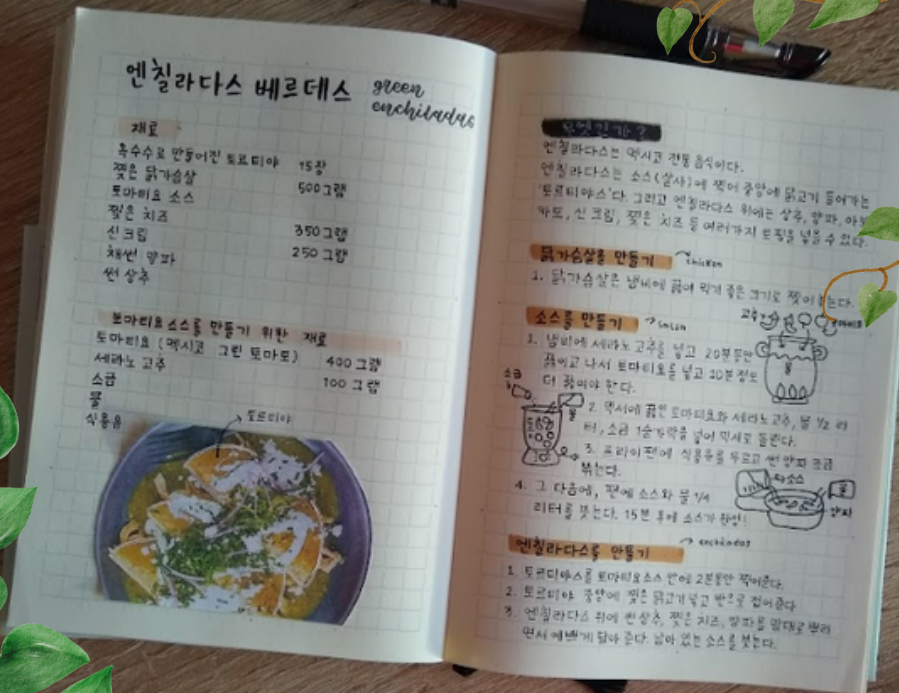 엔칠라다스 베르데스
green
enchiladas
재료
옥수수로 만들어진 토르티야 15장
찢은 닭가슴살 500그램
토마티요 소스
찢은 치즈
신크림 350그램
채썬 양파 250그램
썬 상추
토마티요소스를 만들기 위한 재료
토마티요 (멕시코 그린 토마토) 400그램
세라노 고추 100그램
소금
물
식용유
토르티야
무엇인가?
엔칠라다스는 멕시코 전통음식이다.
엔칠라다스는 소스(살사)에 찍어 중앙에 닭고기 들어가는
'토르티야스'다. 그리고 엔칠라다스 위에는 상추, 양파, 아보
카도, 신 크림, 찢은 치즈 등 여러가지 토핑을 넣을 수 있다.
닭가슴살을 만들기
chicken
1. 닭가슴살은 냄비에 끓여 먹기 좋은 크기로 찢어
소스를 만들기
고추
1. 냄비에 세라노고추를 넣고 20분동안
끓이고 나서 토마티요를 넣고 10분정도
더 끓여야 한다.
소금
물
2. 믹서에 끓은 토마티요와 세라노고추, 물 1/2 리
터, 소금 1숟가락을 넣어 믹서로 돌린다.
3. 프라이팬에 식용유를 두르고 썬 양파 조금
볶는다.
4. 그 다음에, 팬에 소스와 물 1/4
리터를 붓는다. 15분 후에 소스가 완성!
소스
물
양파
엔칠라다스를 만들기
enchiladas
1. 토르티야스를 토마티요소스 안에 2분동안 찍어준다.
2. 토르티야 중앙에 찢은 닭고기 넣고 반으로 접어준다
3. 엔칠라다스 위에 썬상추, 찢은 치즈, 양파를 맘대로 뿌려
면서 예쁘게 담아 준다. 남아 있는 소스를 붓는다.